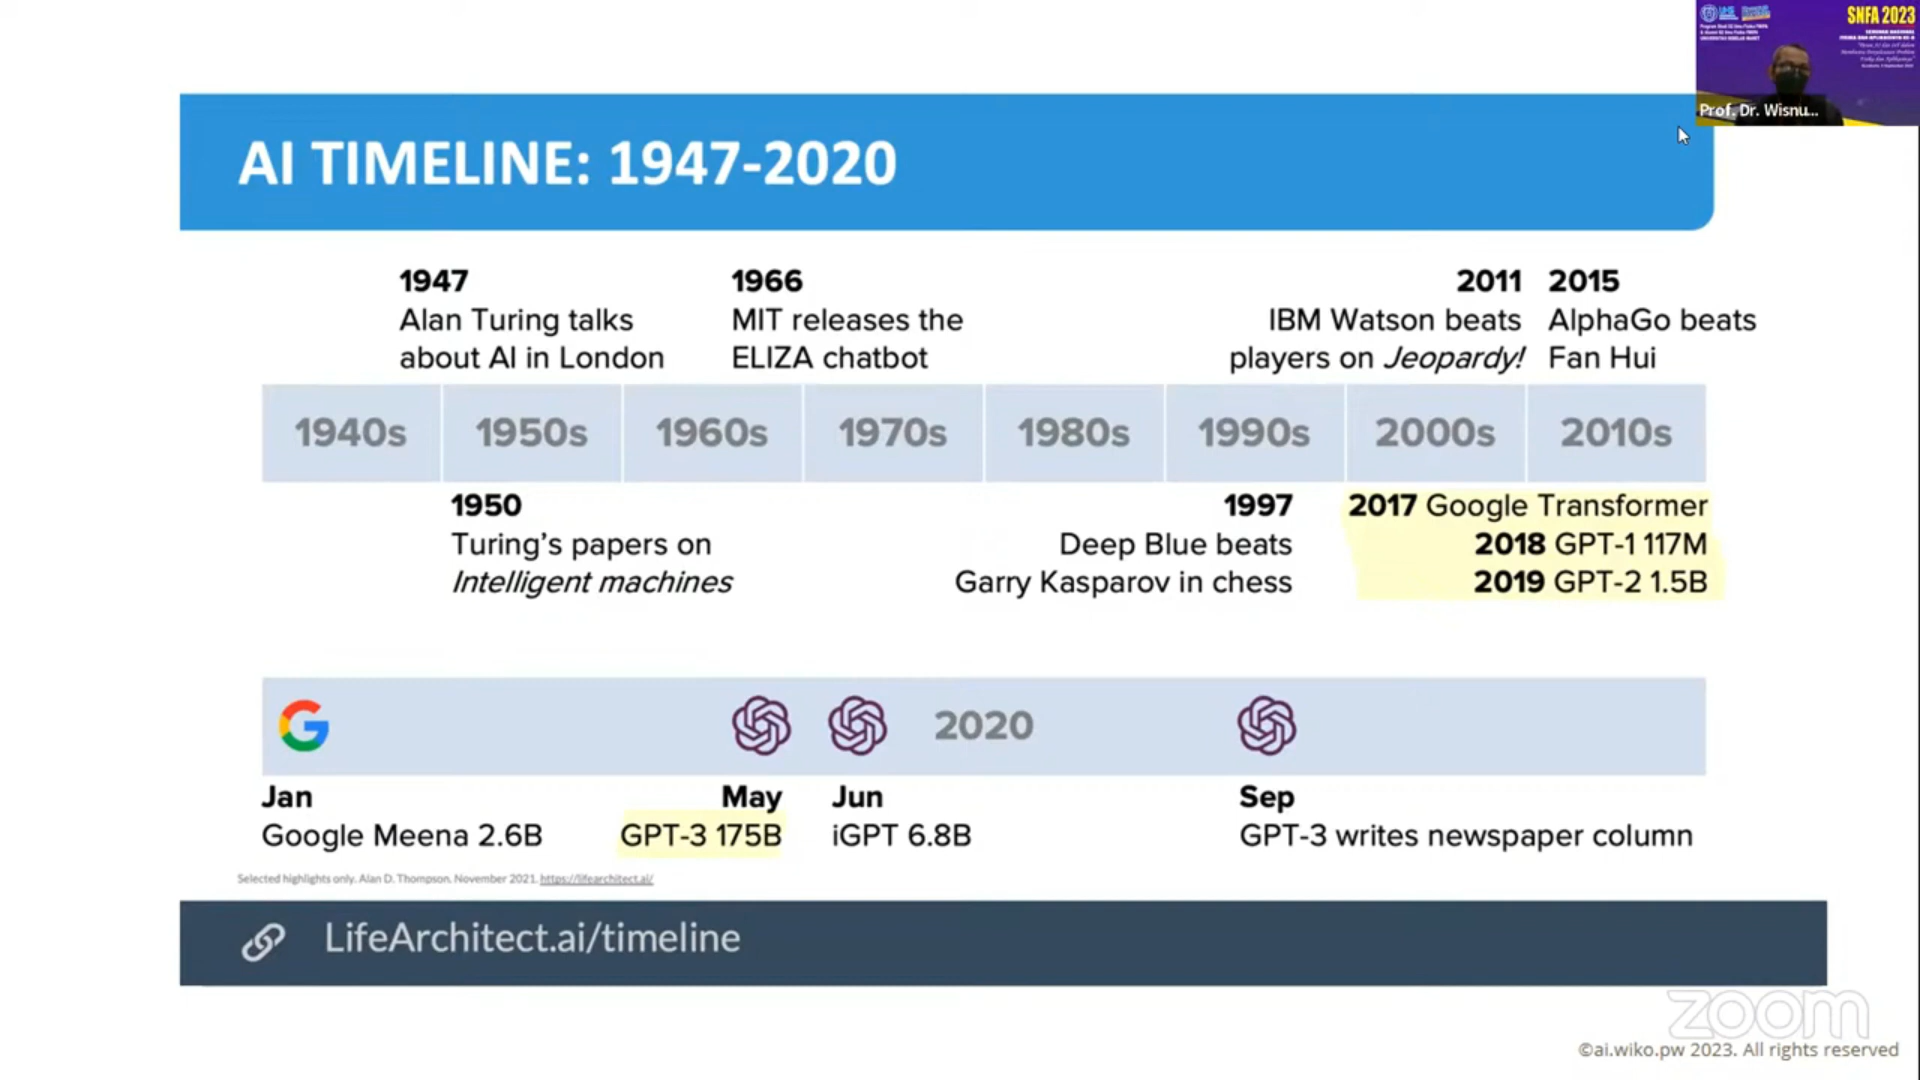 SNFA 2023
SEMINAR NASIONAL
Prof. Dr. Wisnu...
AI TIMELINE: 1947-2020
1947
Alan Turing talks
about AI in London
1966
MIT releases the
ELIZA chatbot
2011
IBM Watson beats
players on Jeopardy!
2015
AlphaGo beats
Fan Hui
1940s
1950s
1960s
1970s
1980s
1990s
2000s
2010s
1950
Turing’s papers on
Intelligent machines
1997
Deep Blue beats
Garry Kasparov in chess
2017 Google Transformer
2018 GPT-1 117M
2019 GPT-2 1.5B
2020
Jan
Google Meena 2.6B
May
GPT-3 175B
Jun
iGPT 6.8B
Sep
GPT-3 writes newspaper column
Selected highlights only. Alan D. Thompson. November 2021. https://lifearchitect.ai/
LifeArchitect.ai/timeline
zoom
©ai.wiko.pw 2023. All rights reserved